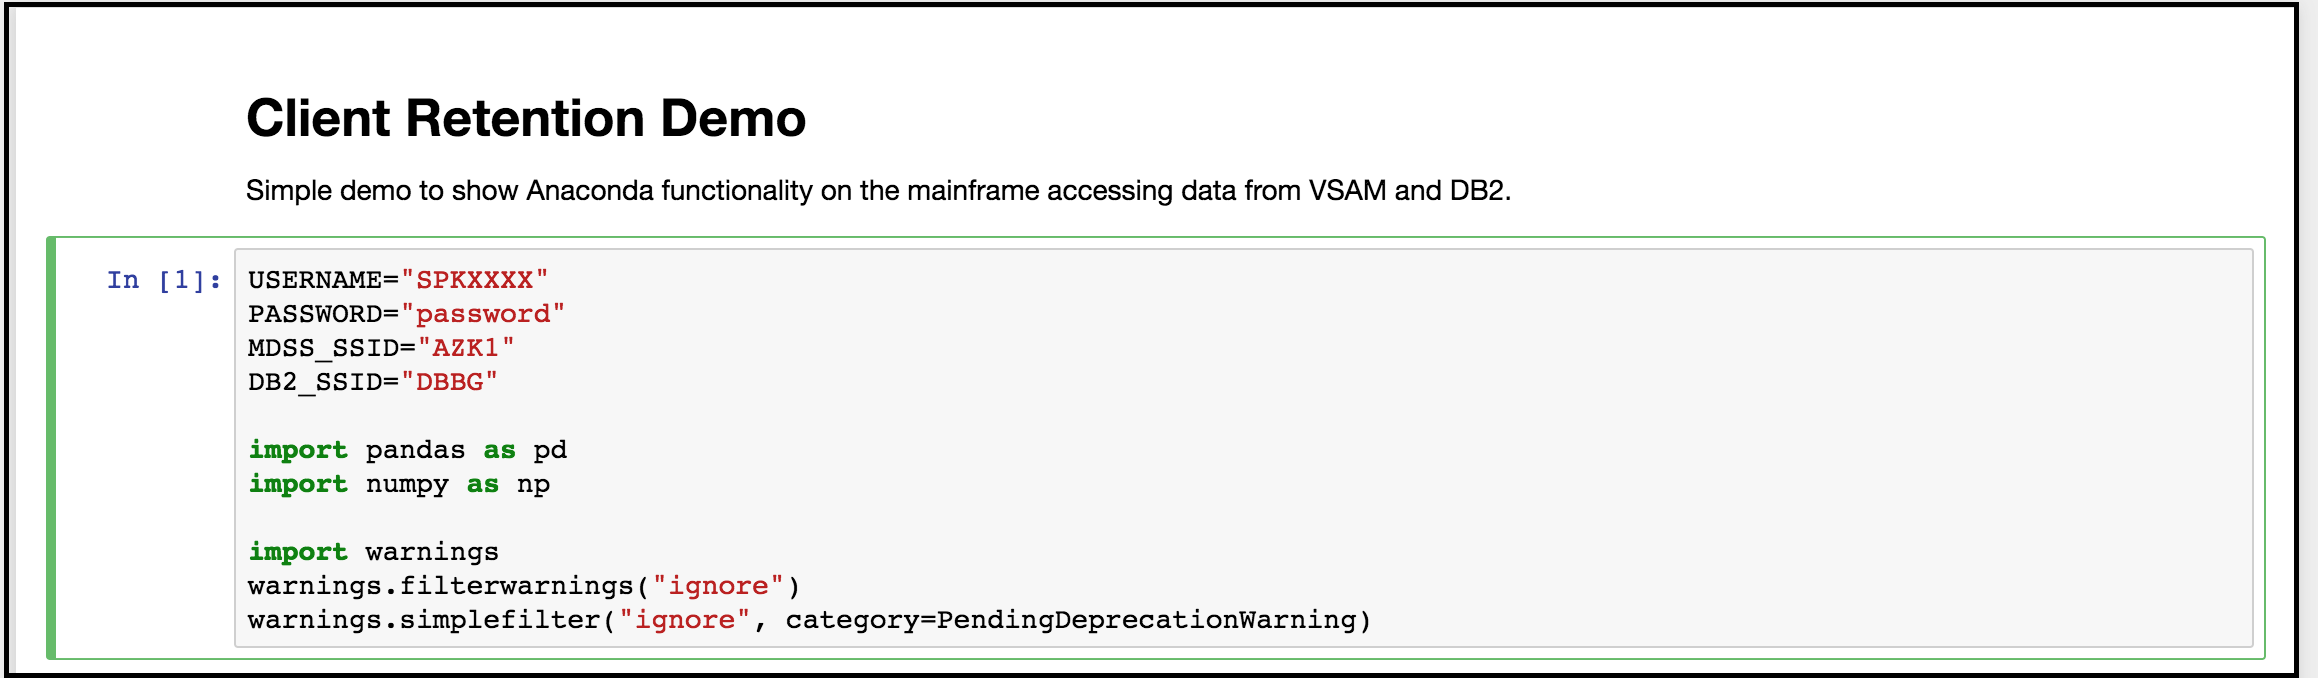 Client Retention Demo
Simple demo to show Anaconda functionality on the mainframe accessing data from VSAM and DB2.
In [1]:
USERNAME="SPKXXXX"
PASSWORD="password"
MDSS_SSID="AZK1"
DB2_SSID="DBBG"
import pandas as pd
import numpy as np
import warnings
warnings.filterwarnings("ignore")
warnings.simplefilter("ignore", category=PendingDeprecationWarning)